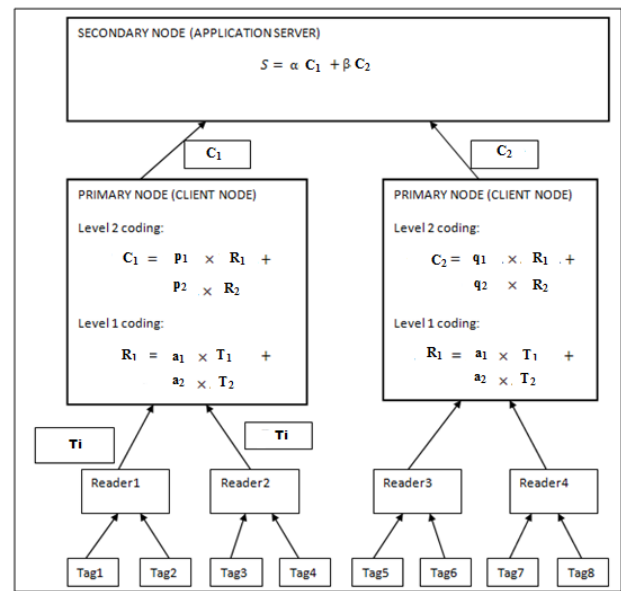 SECONDARY NODE (APPLICATION SERVER)
S = α C₁ + β C₂
C₁
C₂
PRIMARY NODE (CLIENT NODE)
Level 2 coding:
C₁ = p₁ × R₁ +
p₂ × R₂
Level 1 coding:
R₁ = a₁ × T₁ +
a₂ × T₂
PRIMARY NODE (CLIENT NODE)
Level 2 coding:
C₂ = q₁ × R₁ +
q₂ × R₂
Level 1 coding:
R₁ = a₁ × T₁ +
a₂ × T₂
Ti
Ti
Reader1
Reader2
Reader3
Reader4
Tag1
Tag2
Tag3
Tag4
Tag5
Tag6
Tag7
Tag8